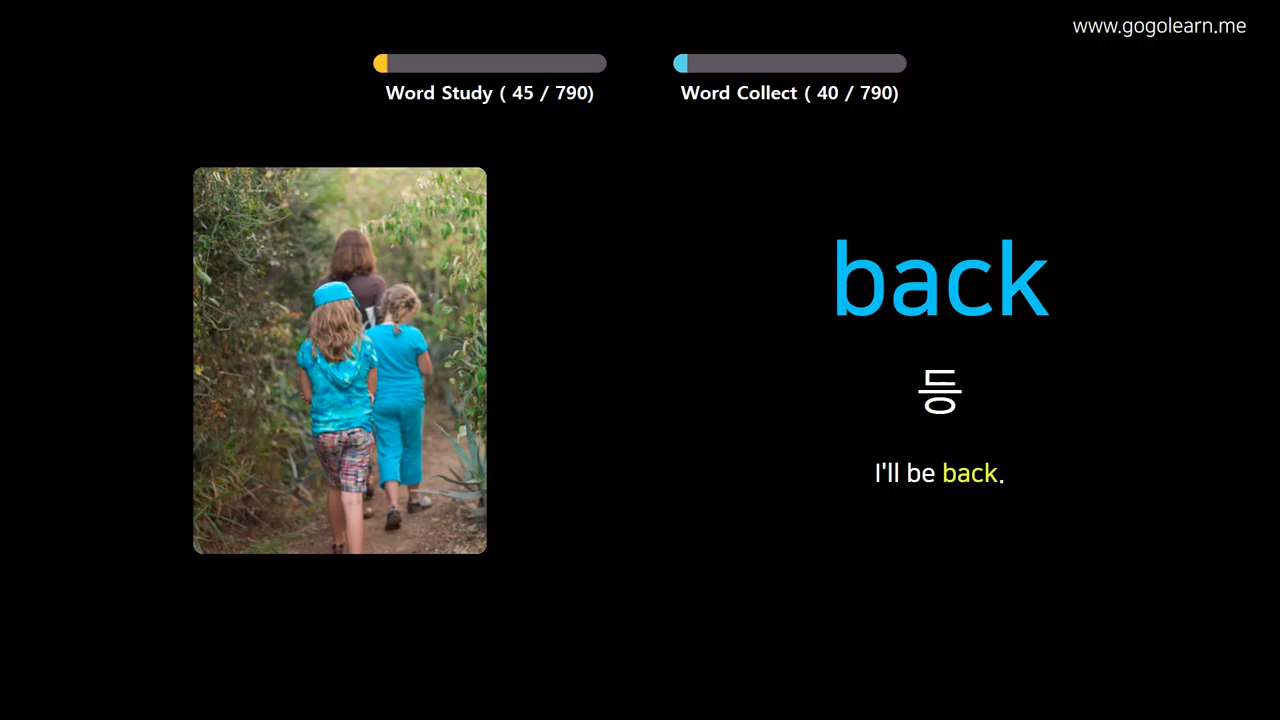 www.gogolearn.me
Word Study ( 45 / 790)
Word Collect ( 40 / 790)
back
등
I'll be back.